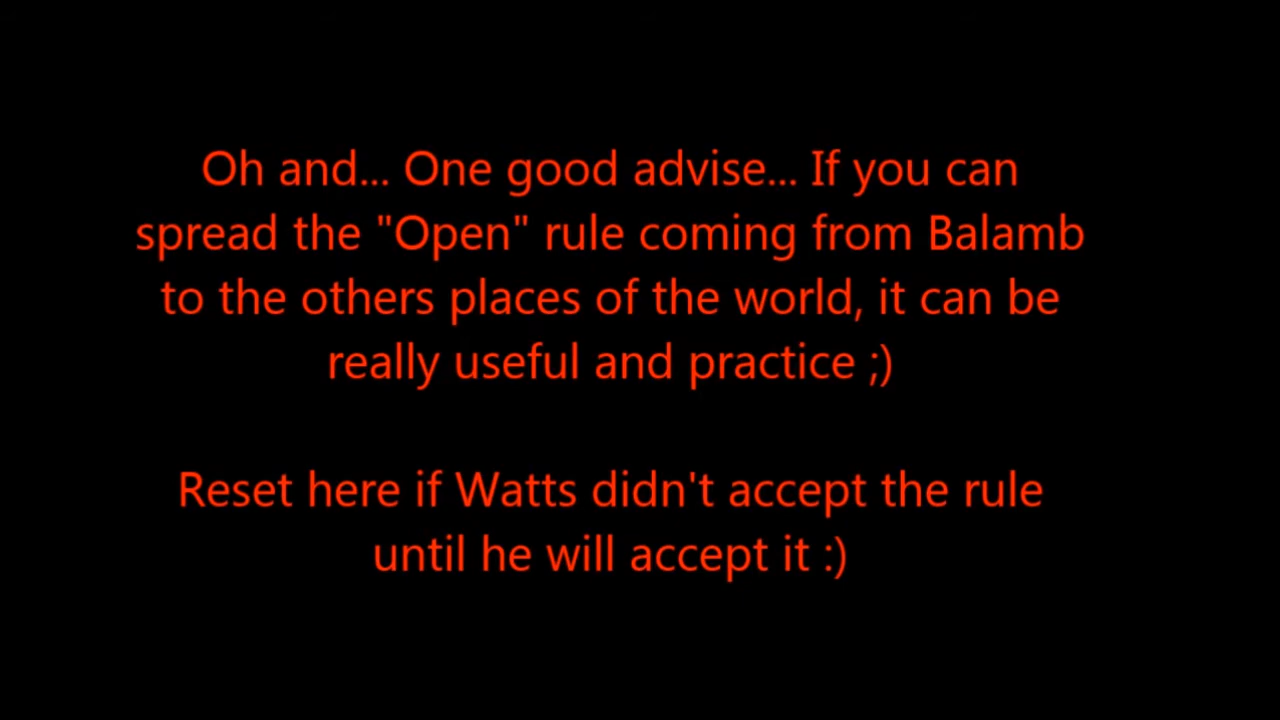 Oh and... One good advise... If you can
spread the "Open" rule coming from Balamb
to the others places of the world, it can be
really useful and practice ;)
Reset here if Watts didn't accept the rule
until he will accept it :)